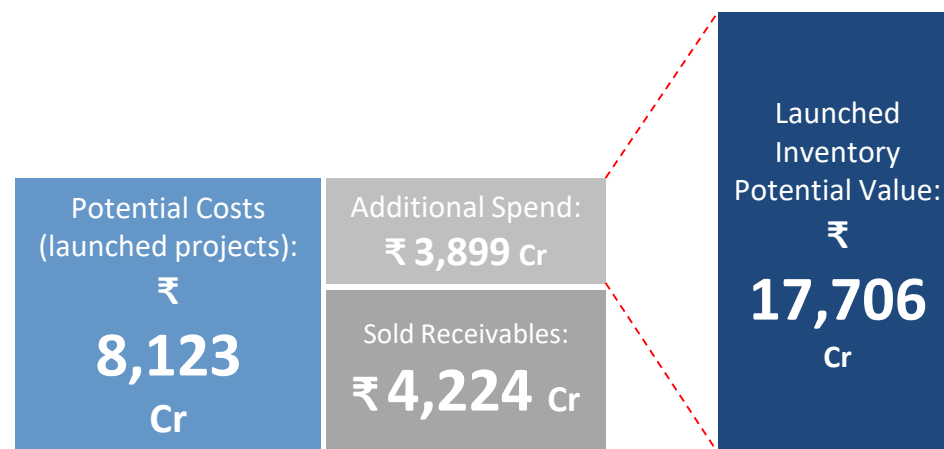 Potential Costs
(launched projects):
₹
8,123
Cr
Additional Spend:
₹ 3,899 Cr
Sold Receivables:
₹ 4,224 Cr
Launched
Inventory
Potential Value:
₹
17,706
Cr